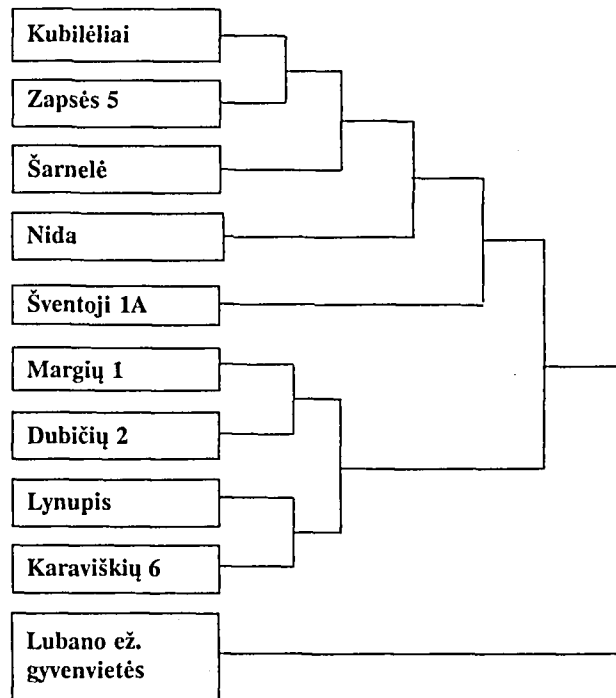 Kubilėliai
Zapsės 5
Šarnelė
Nida
Šventoji 1A
Margių 1
Dubičių 2
Lynupis
Karaviškių 6
Lubano ež.
gyvenvietės